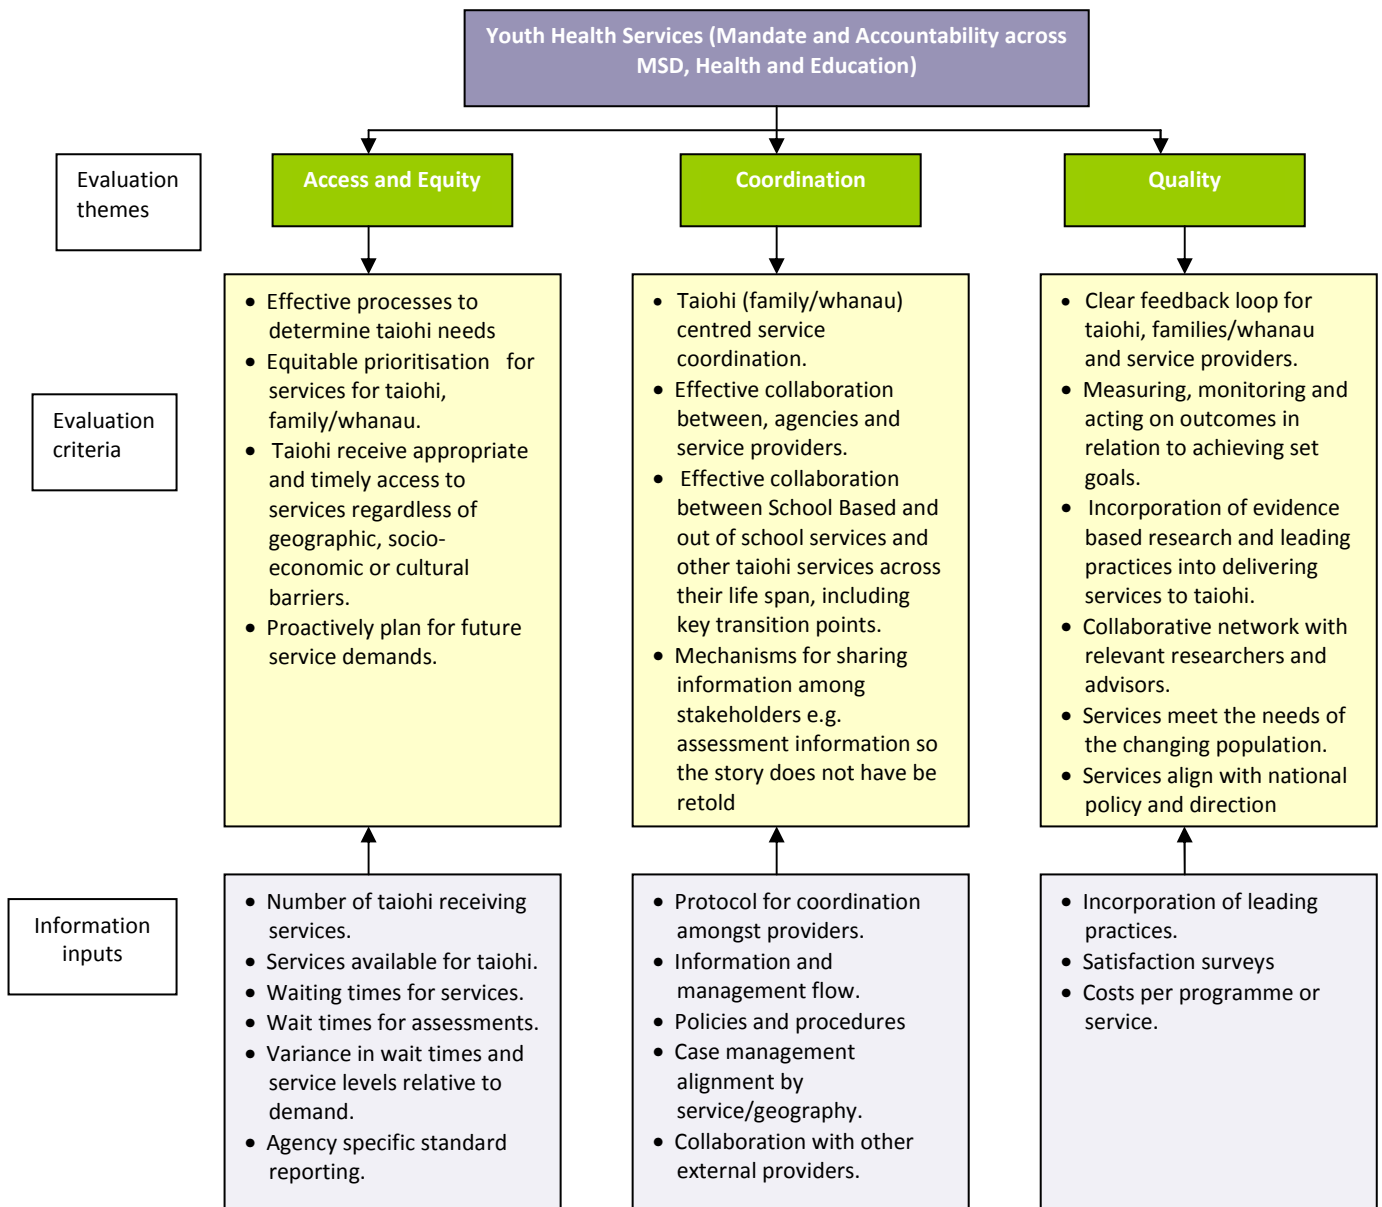 Youth Health Services (Mandate and Accountability across
MSD, Health and Education)
Evaluation
themes
Access and Equity
Coordination
Quality
Evaluation
criteria
• Effective processes to
determine taiohi needs
• Equitable prioritisation for
services for taiohi,
family/whanau.
• Taiohi receive appropriate
and timely access to
services regardless of
geographic, socio-
economic or cultural
barriers.
• Proactively plan for future
service demands.
• Taiohi (family/whanau)
centred service
coordination.
• Effective collaboration
between, agencies and
service providers.
• Effective collaboration
between School Based and
out of school services and
other taiohi services across
their life span, including
key transition points.
• Mechanisms for sharing
information among
stakeholders e.g.
assessment information so
the story does not have be
retold
• Clear feedback loop for
taiohi, families/whanau
and service providers.
• Measuring, monitoring and
acting on outcomes in
relation to achieving set
goals.
• Incorporation of evidence
based research and leading
practices into delivering
services to taiohi.
• Collaborative network with
relevant researchers and
advisors.
• Services meet the needs of
the changing population.
• Services align with national
policy and direction
Information
inputs
• Number of taiohi receiving
services.
• Services available for taiohi.
• Waiting times for services.
• Wait times for assessments.
• Variance in wait times and
service levels relative to
demand.
• Agency specific standard
reporting.
• Protocol for coordination
amongst providers.
• Information and
management flow.
• Policies and procedures
• Case management
alignment by
service/geography.
• Collaboration with other
external providers.
• Incorporation of leading
practices.
• Satisfaction surveys
• Costs per programme or
service.